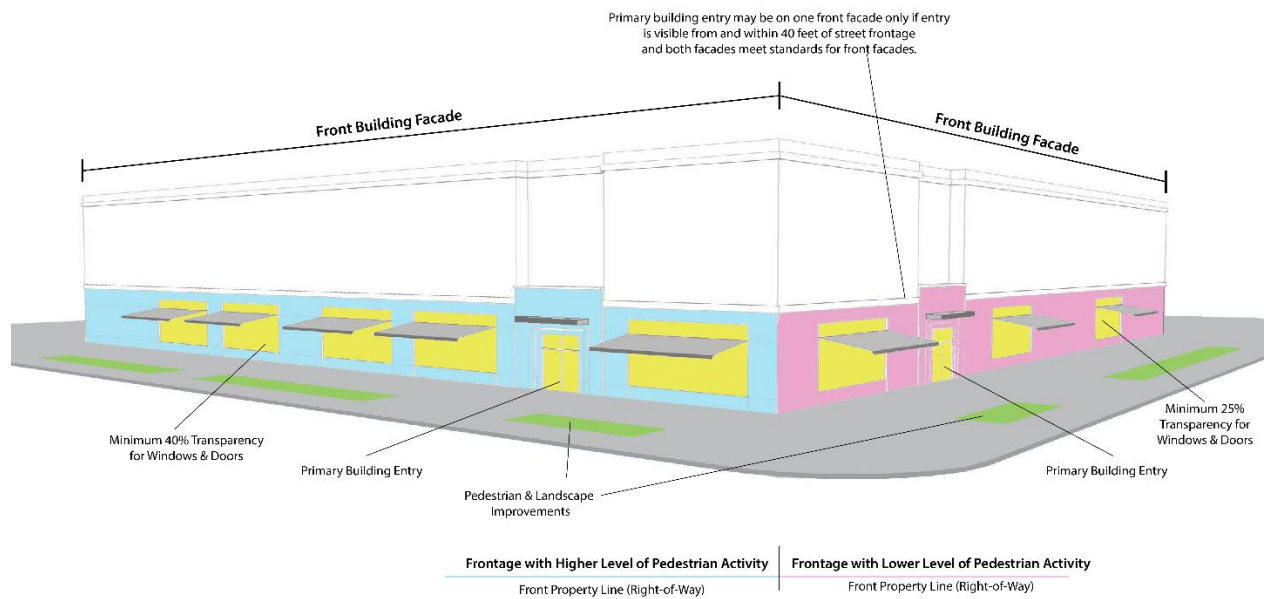 Primary building entry may be on one front facade only if entry
is visible from and within 40 feet of street frontage
and both facades meet standards for front facades.
Front Building Facade
Front Building Facade
Minimum 40% Transparency
for Windows & Doors
Primary Building Entry
Pedestrian & Landscape
Improvements
Minimum 25%
Transparency for
Windows & Doors
Primary Building Entry
Frontage with Higher Level of Pedestrian Activity
Front Property Line (Right-of-Way)
Frontage with Lower Level of Pedestrian Activity
Front Property Line (Right-of-Way)